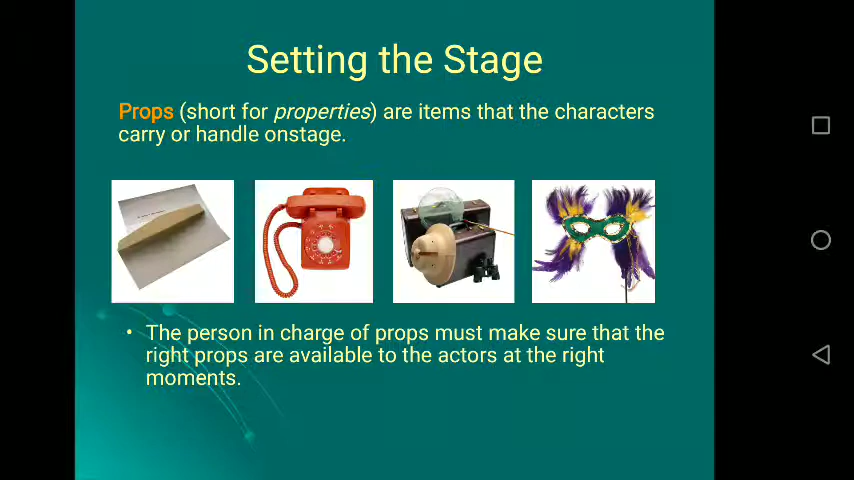 Setting the Stage
Props (short for properties) are items that the characters
carry or handle onstage.
• The person in charge of props must make sure that the
right props are available to the actors at the right
moments.